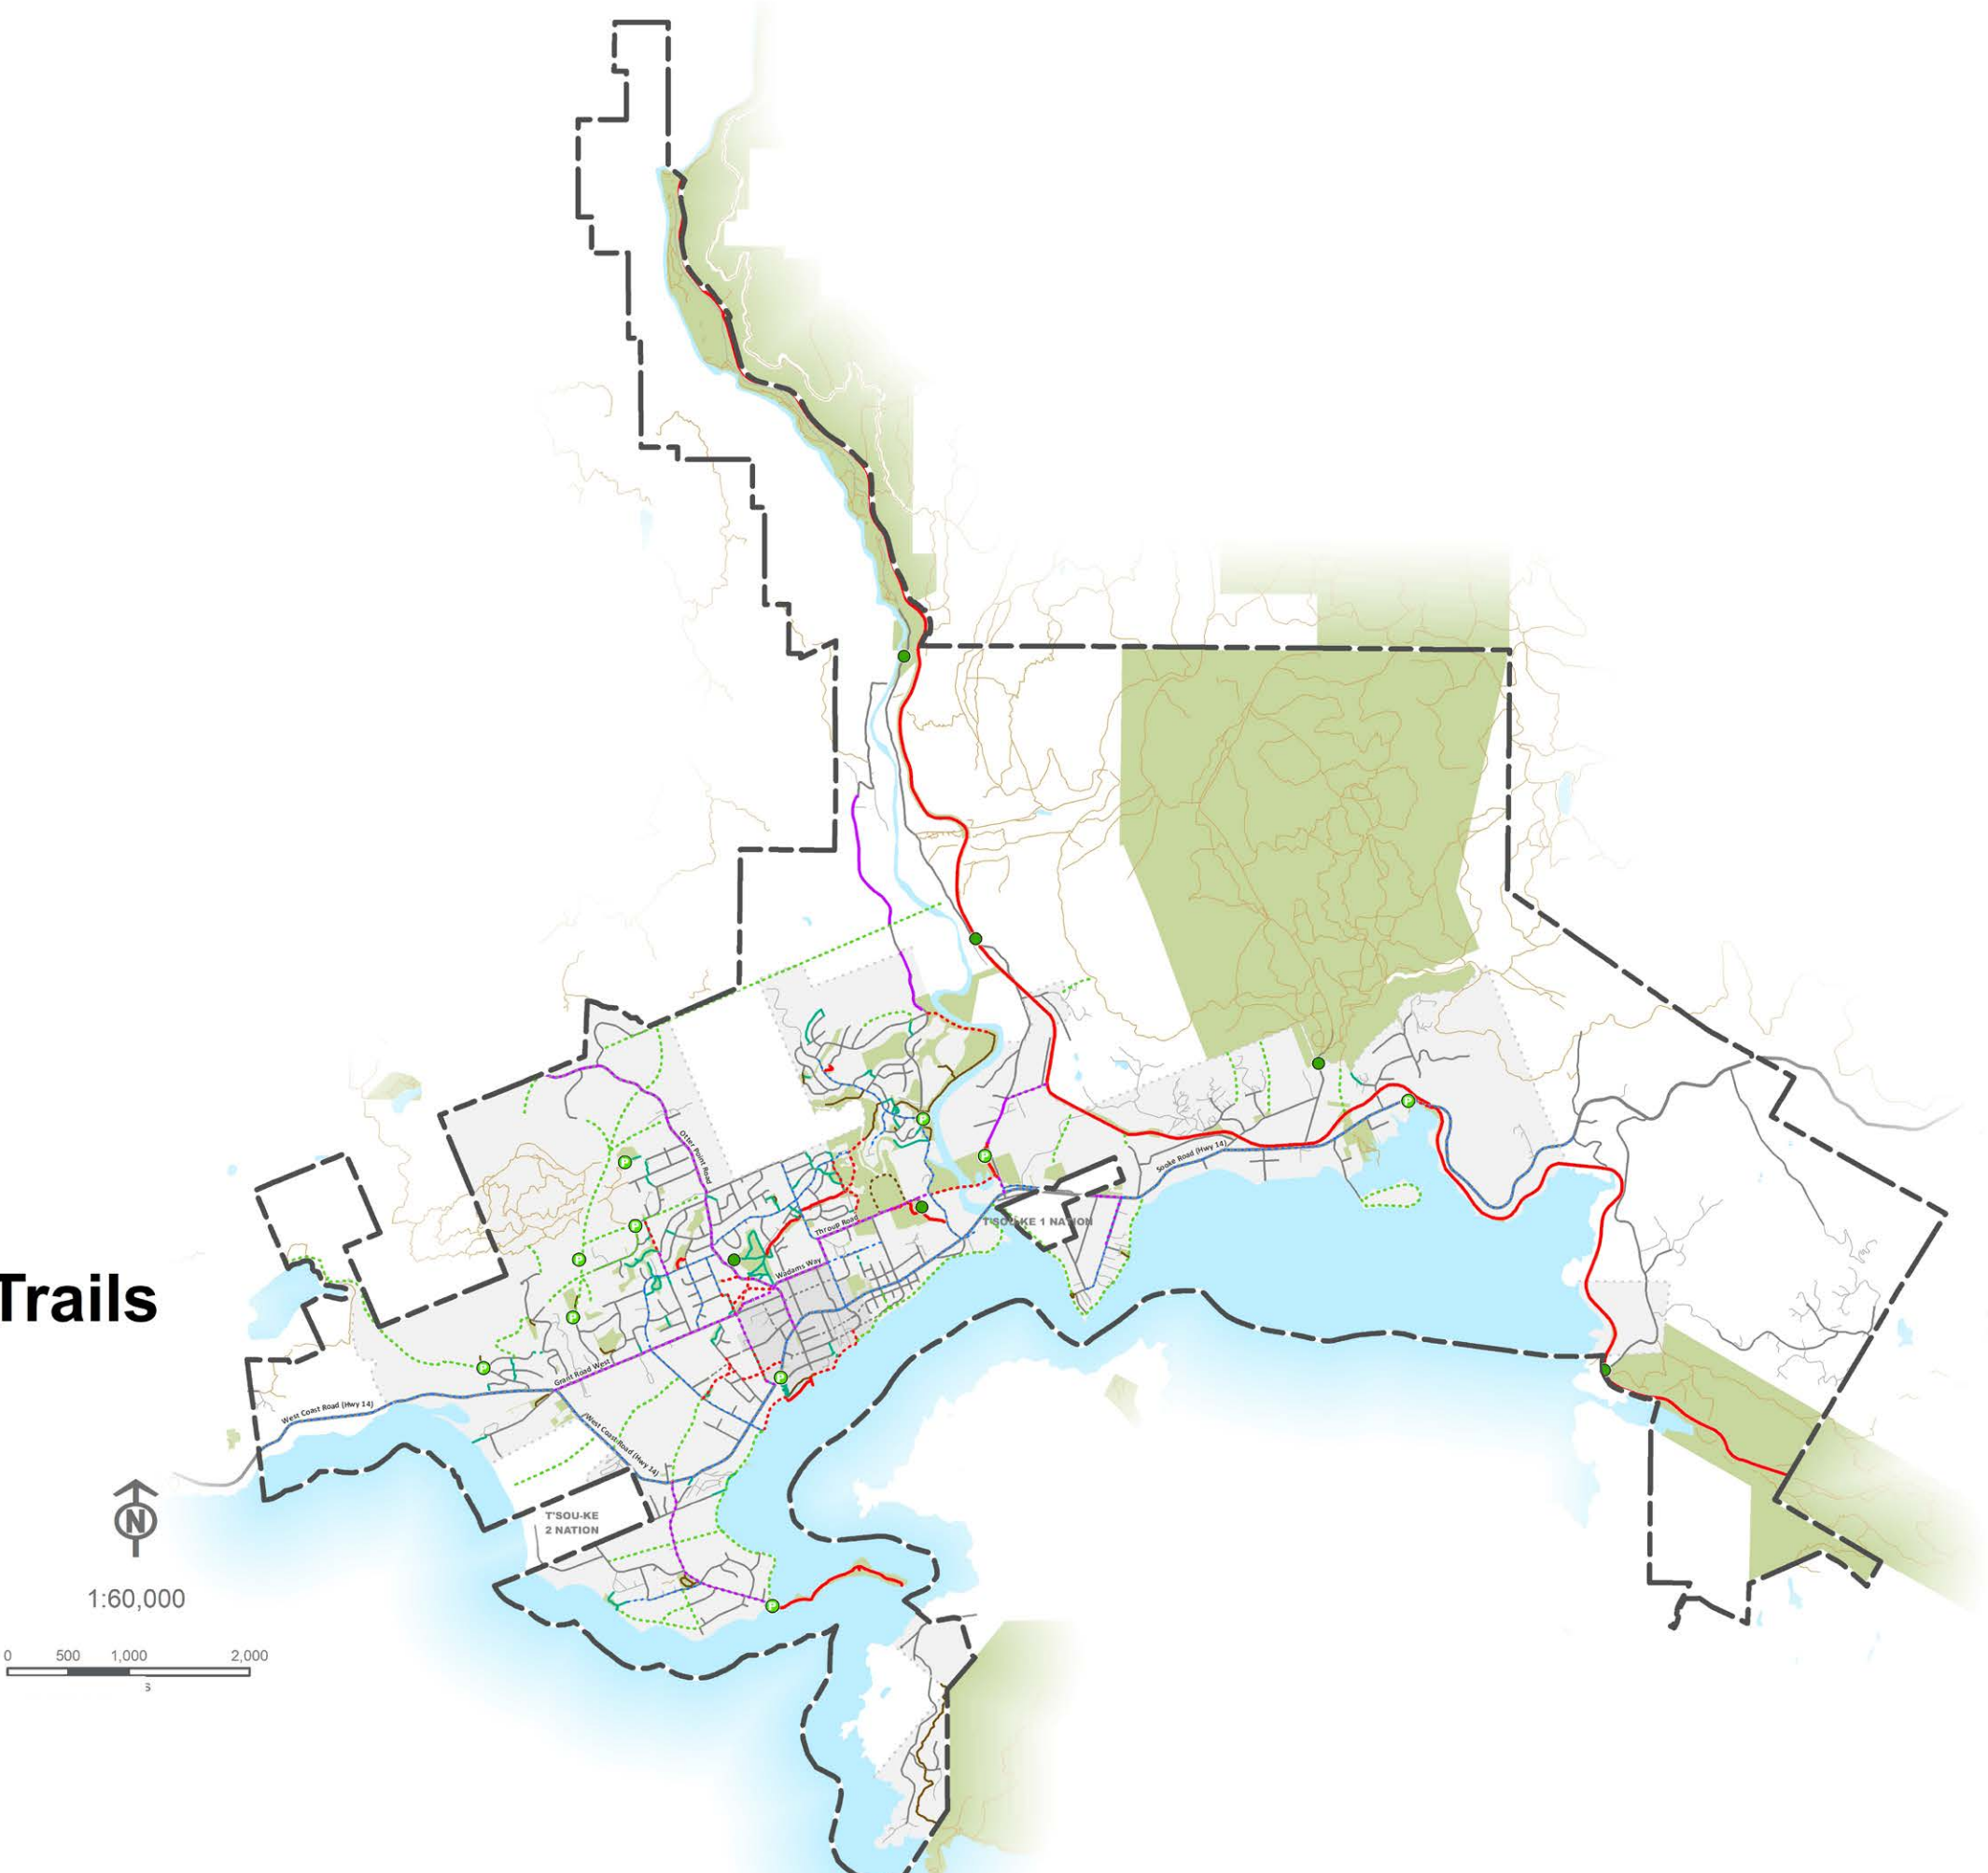 Otter Point Road
Sooke Road (Hwy 14)
T'SOU-KE 1 NATION
Throup Road
Wadams Way
Trails
Grant Road West
West Coast Road (Hwy 14)
West Coast Road (Hwy 14)
N
T'SOU-KE
2 NATION
1:60,000
0 500 1,000 2,000
s
P
P
P
P
P
P
P
P
P
P